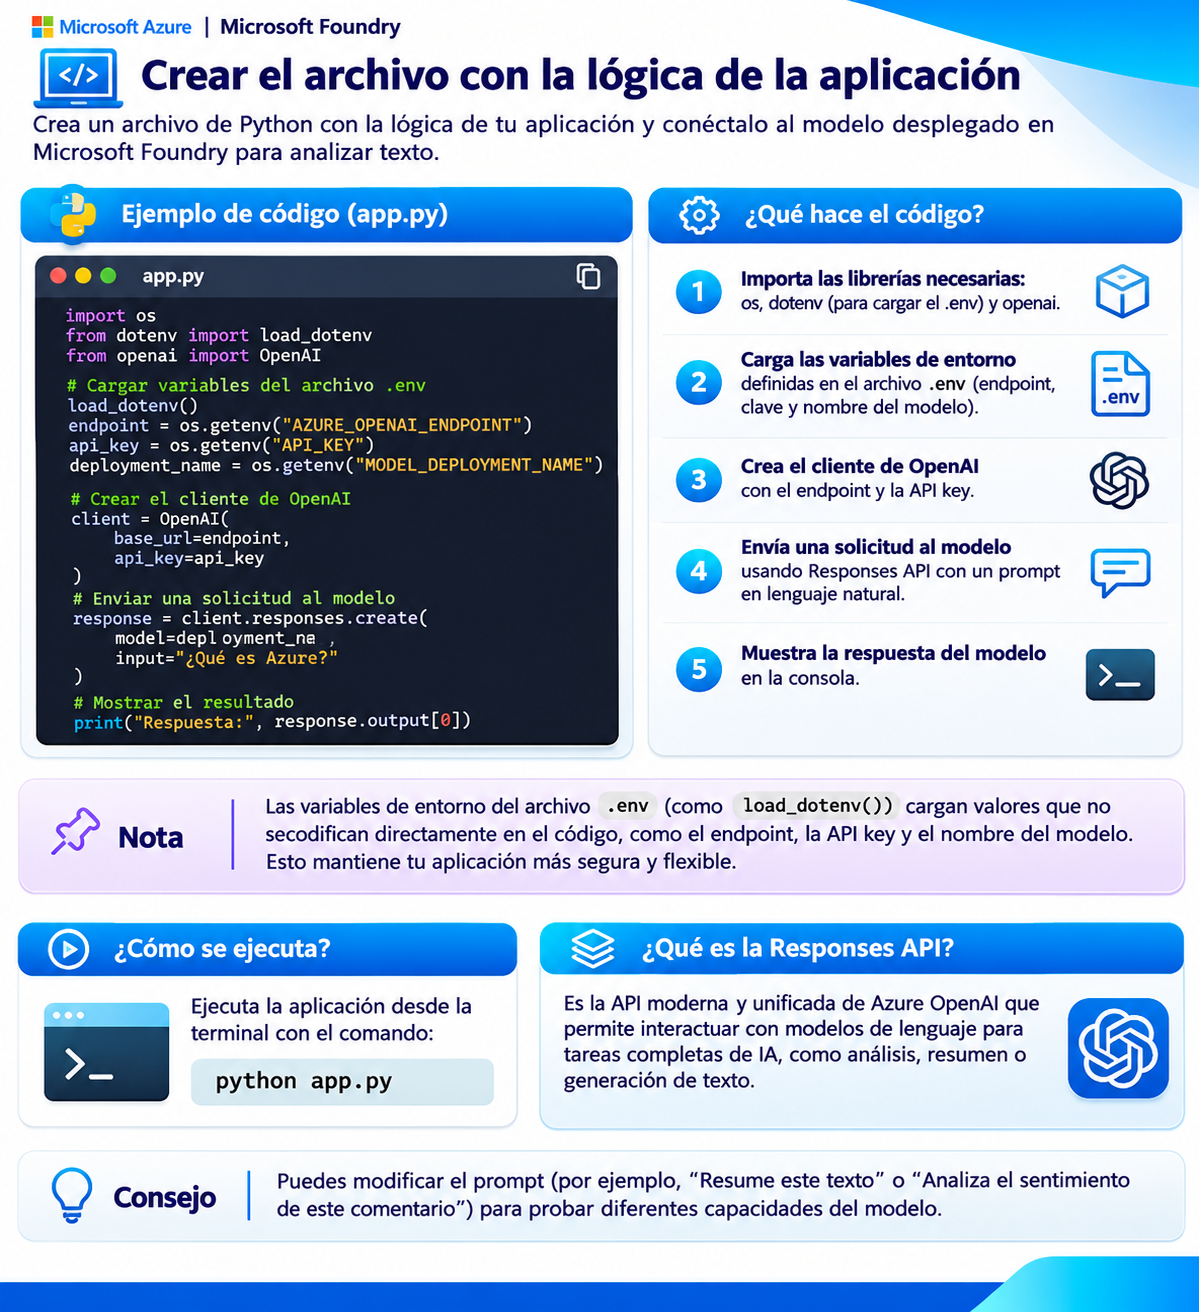 Microsoft Azure | Microsoft Foundry
</>
Crear el archivo con la lógica de la aplicación
Crea un archivo de Python con la lógica de tu aplicación y conéctalo al modelo desplegado en
Microsoft Foundry para analizar texto.
Ejemplo de código (app.py)
app.py
import os
from dotenv import load_dotenv
from openai import OpenAI
# Cargar variables del archivo .env
load_dotenv()
endpoint = os.getenv("AZURE_OPENAI_ENDPOINT")
api_key = os.getenv("API_KEY")
deployment_name = os.getenv("MODEL_DEPLOYMENT_NAME")
# Crear el cliente de OpenAI
client = OpenAI(
base_url=endpoint,
api_key=api_key
)
# Enviar una solicitud al modelo
response = client.responses.create(
model=depl oyment_na ,
input="¿Qué es Azure?"
)
# Mostrar el resultado
print("Respuesta:", response.output[0])
¿Qué hace el código?
1
Importa las librerías necesarias:
os, dotenv (para cargar el .env) y openai.
2
Carga las variables de entorno
definidas en el archivo .env (endpoint,
clave y nombre del modelo).
.env
3
Crea el cliente de OpenAI
con el endpoint y la API key.
4
Envía una solicitud al modelo
usando Responses API con un prompt
en lenguaje natural.
5
Muestra la respuesta del modelo
en la consola.
Nota
Las variables de entorno del archivo .env (como load_dotenv()) cargan valores que no
secodifican directamente en el código, como el endpoint, la API key y el nombre del modelo.
Esto mantiene tu aplicación más segura y flexible.
¿Cómo se ejecuta?
Ejecuta la aplicación desde la
terminal con el comando:
python app.py
¿Qué es la Responses API?
Es la API moderna y unificada de Azure OpenAI que
permite interactuar con modelos de lenguaje para
tareas completas de IA, como análisis, resumen o
generación de texto.
Consejo
Puedes modificar el prompt (por ejemplo, “Resume este texto” o “Analiza el sentimiento
de este comentario”) para probar diferentes capacidades del modelo.